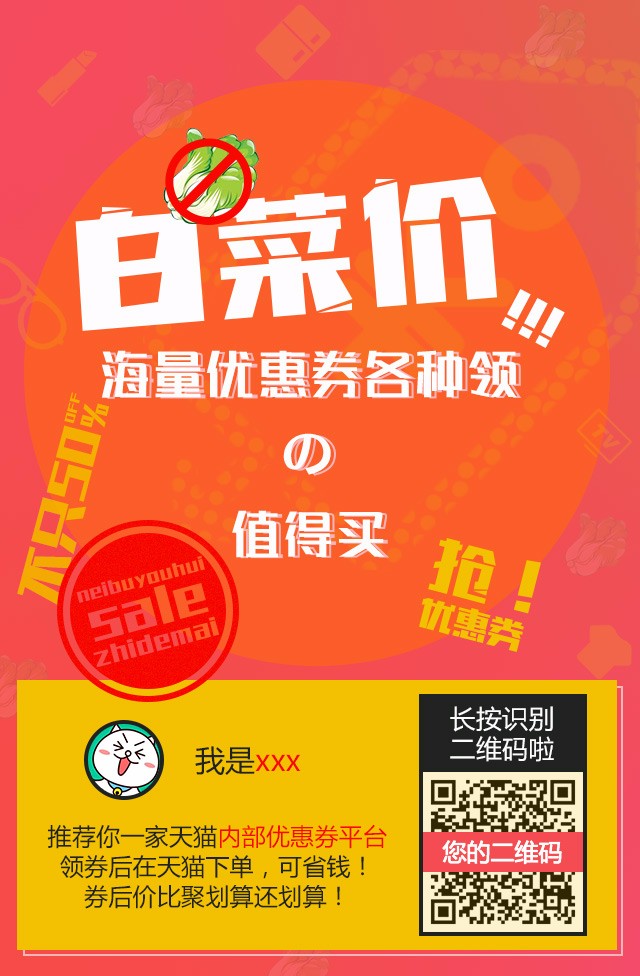 白菜价!!!
海量优惠券各种领
の
值得买
不只50%
OFF
neibuyouhui
sale
zhidemai
抢！
优惠券
TV
我是xxx
推荐你一家天猫内部优惠券平台
领券后在天猫下单，可省钱！
券后价比聚划算还划算！
长按识别
二维码啦
您的二维码